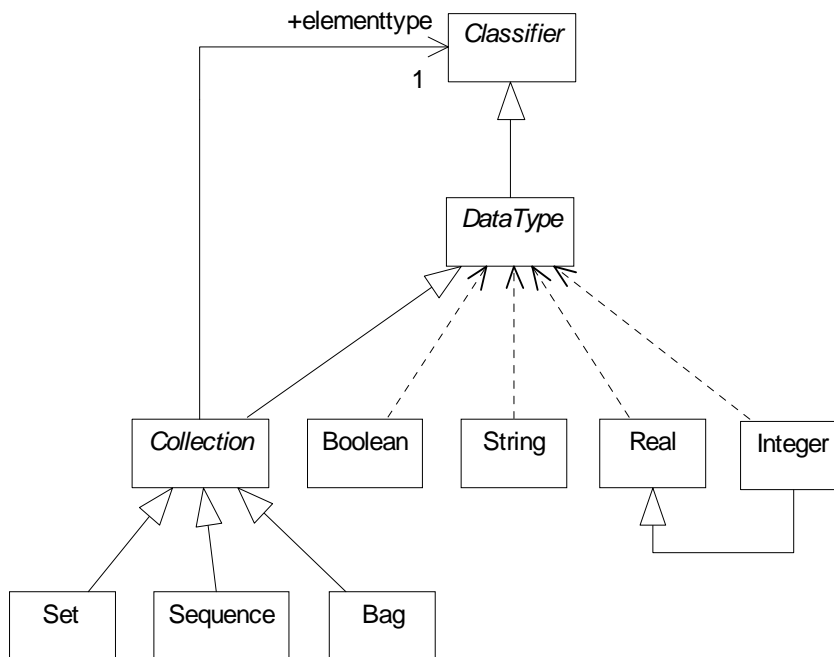 +elementtype
Classifier
1
DataType
Collection
Boolean
String
Real
Integer
Set
Sequence
Bag